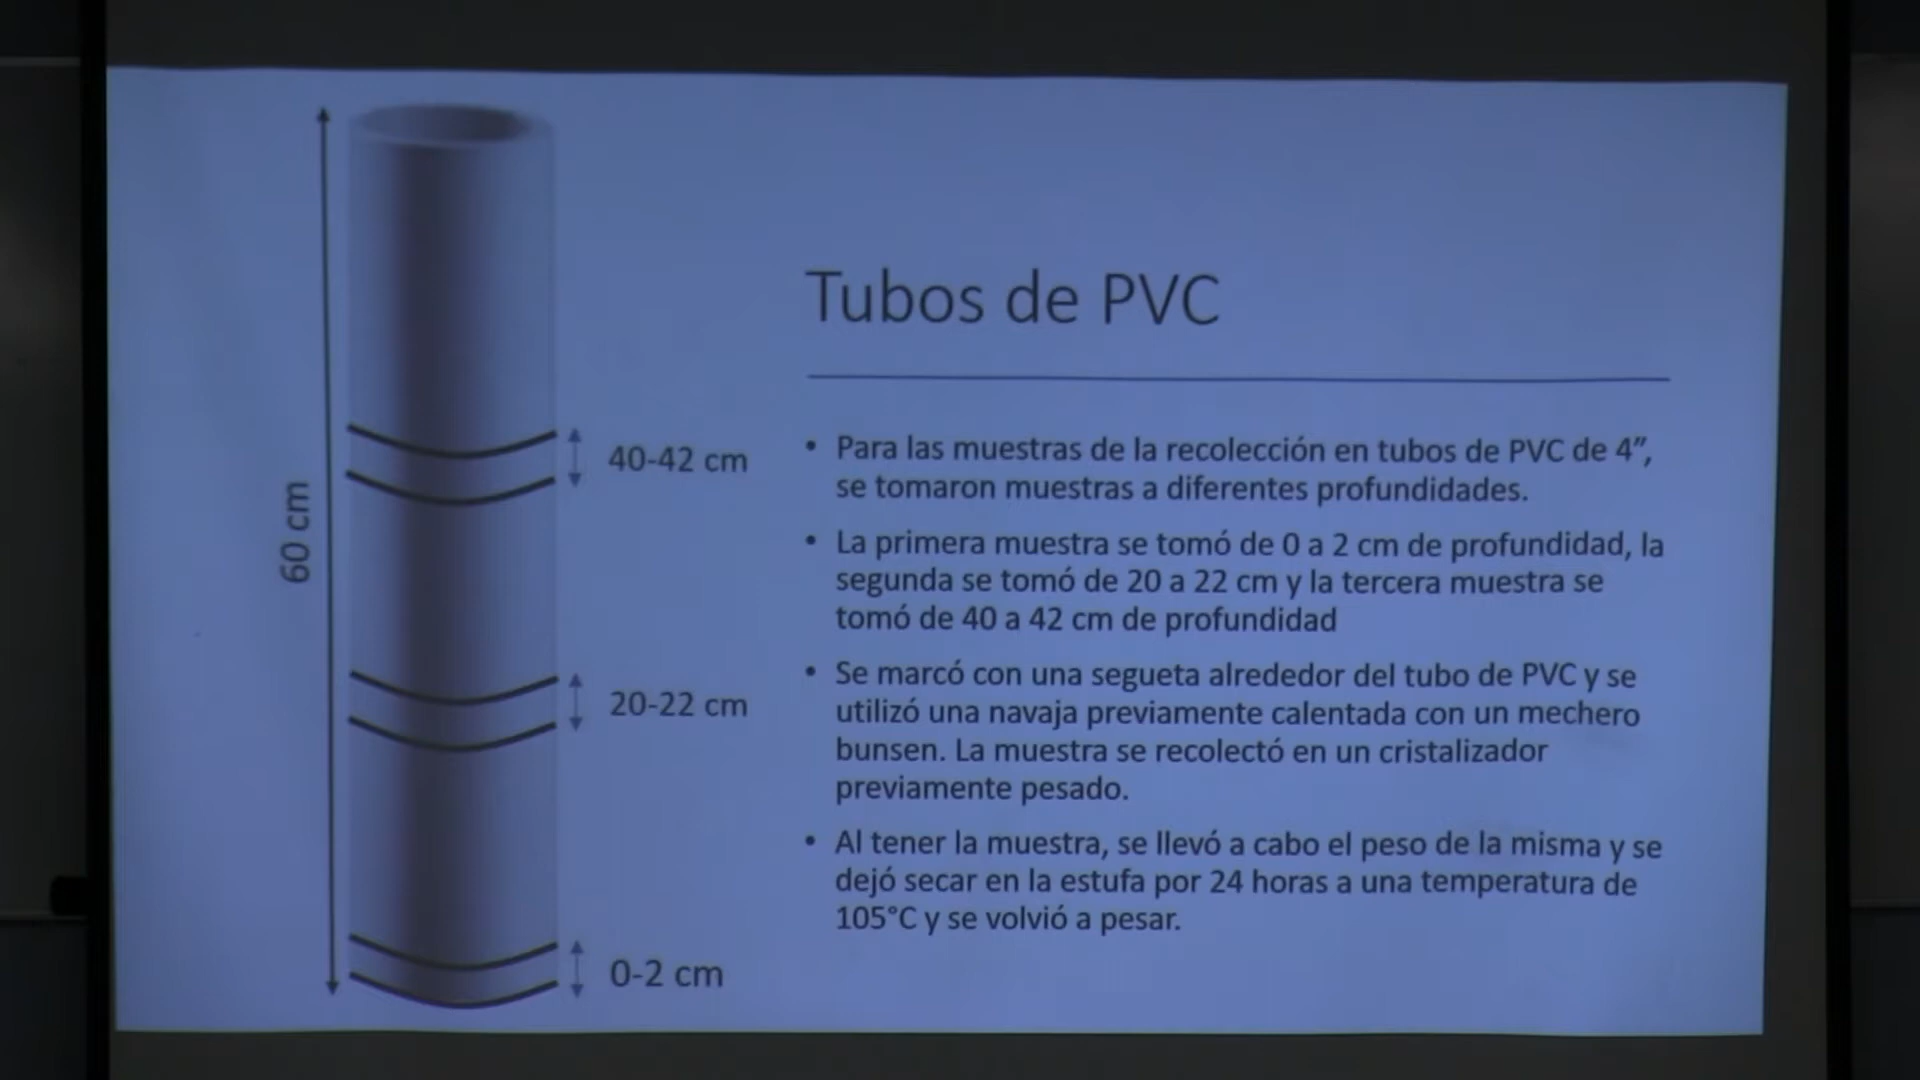 60 cm
40-42 cm
20-22 cm
0-2 cm
Tubos de PVC
• Para las muestras de la recolección en tubos de PVC de 4”,
se tomaron muestras a diferentes profundidades.
• La primera muestra se tomó de 0 a 2 cm de profundidad, la
segunda se tomó de 20 a 22 cm y la tercera muestra se
tomó de 40 a 42 cm de profundidad
• Se marcó con una segueta alrededor del tubo de PVC y se
utilizó una navaja previamente calentada con un mechero
bunsen. La muestra se recolectó en un cristalizador
previamente pesado.
• Al tener la muestra, se llevó a cabo el peso de la misma y se
dejó secar en la estufa por 24 horas a una temperatura de
105°C y se volvió a pesar.